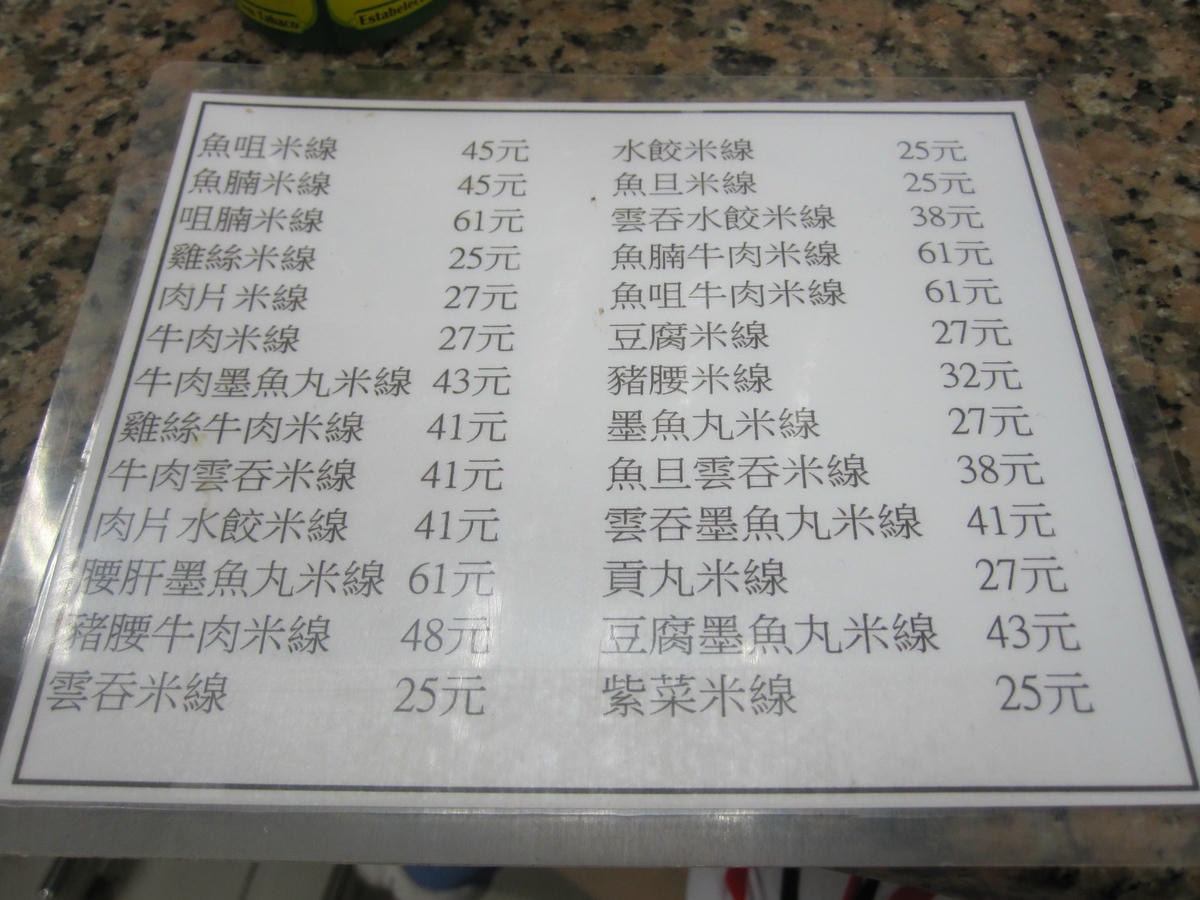 Tabaco
Estabelec
魚咀米線 45元
魚腩米線 45元
咀腩米線 61元
雞絲米線 25元
肉片米線 27元
牛肉米線 27元
牛肉墨魚丸米線 43元
雞絲牛肉米線 41元
牛肉雲吞米線 41元
肉片水餃米線 41元
腰肝墨魚丸米線 61元
豬腰牛肉米線 48元
雲吞米線 25元
水餃米線 25元
魚旦米線 25元
雲吞水餃米線 38元
魚腩牛肉米線 61元
魚咀牛肉米線 61元
豆腐米線 27元
豬腰米線 32元
墨魚丸米線 27元
魚旦雲吞米線 38元
雲吞墨魚丸米線 41元
貢丸米線 27元
豆腐墨魚丸米線 43元
紫菜米線 25元